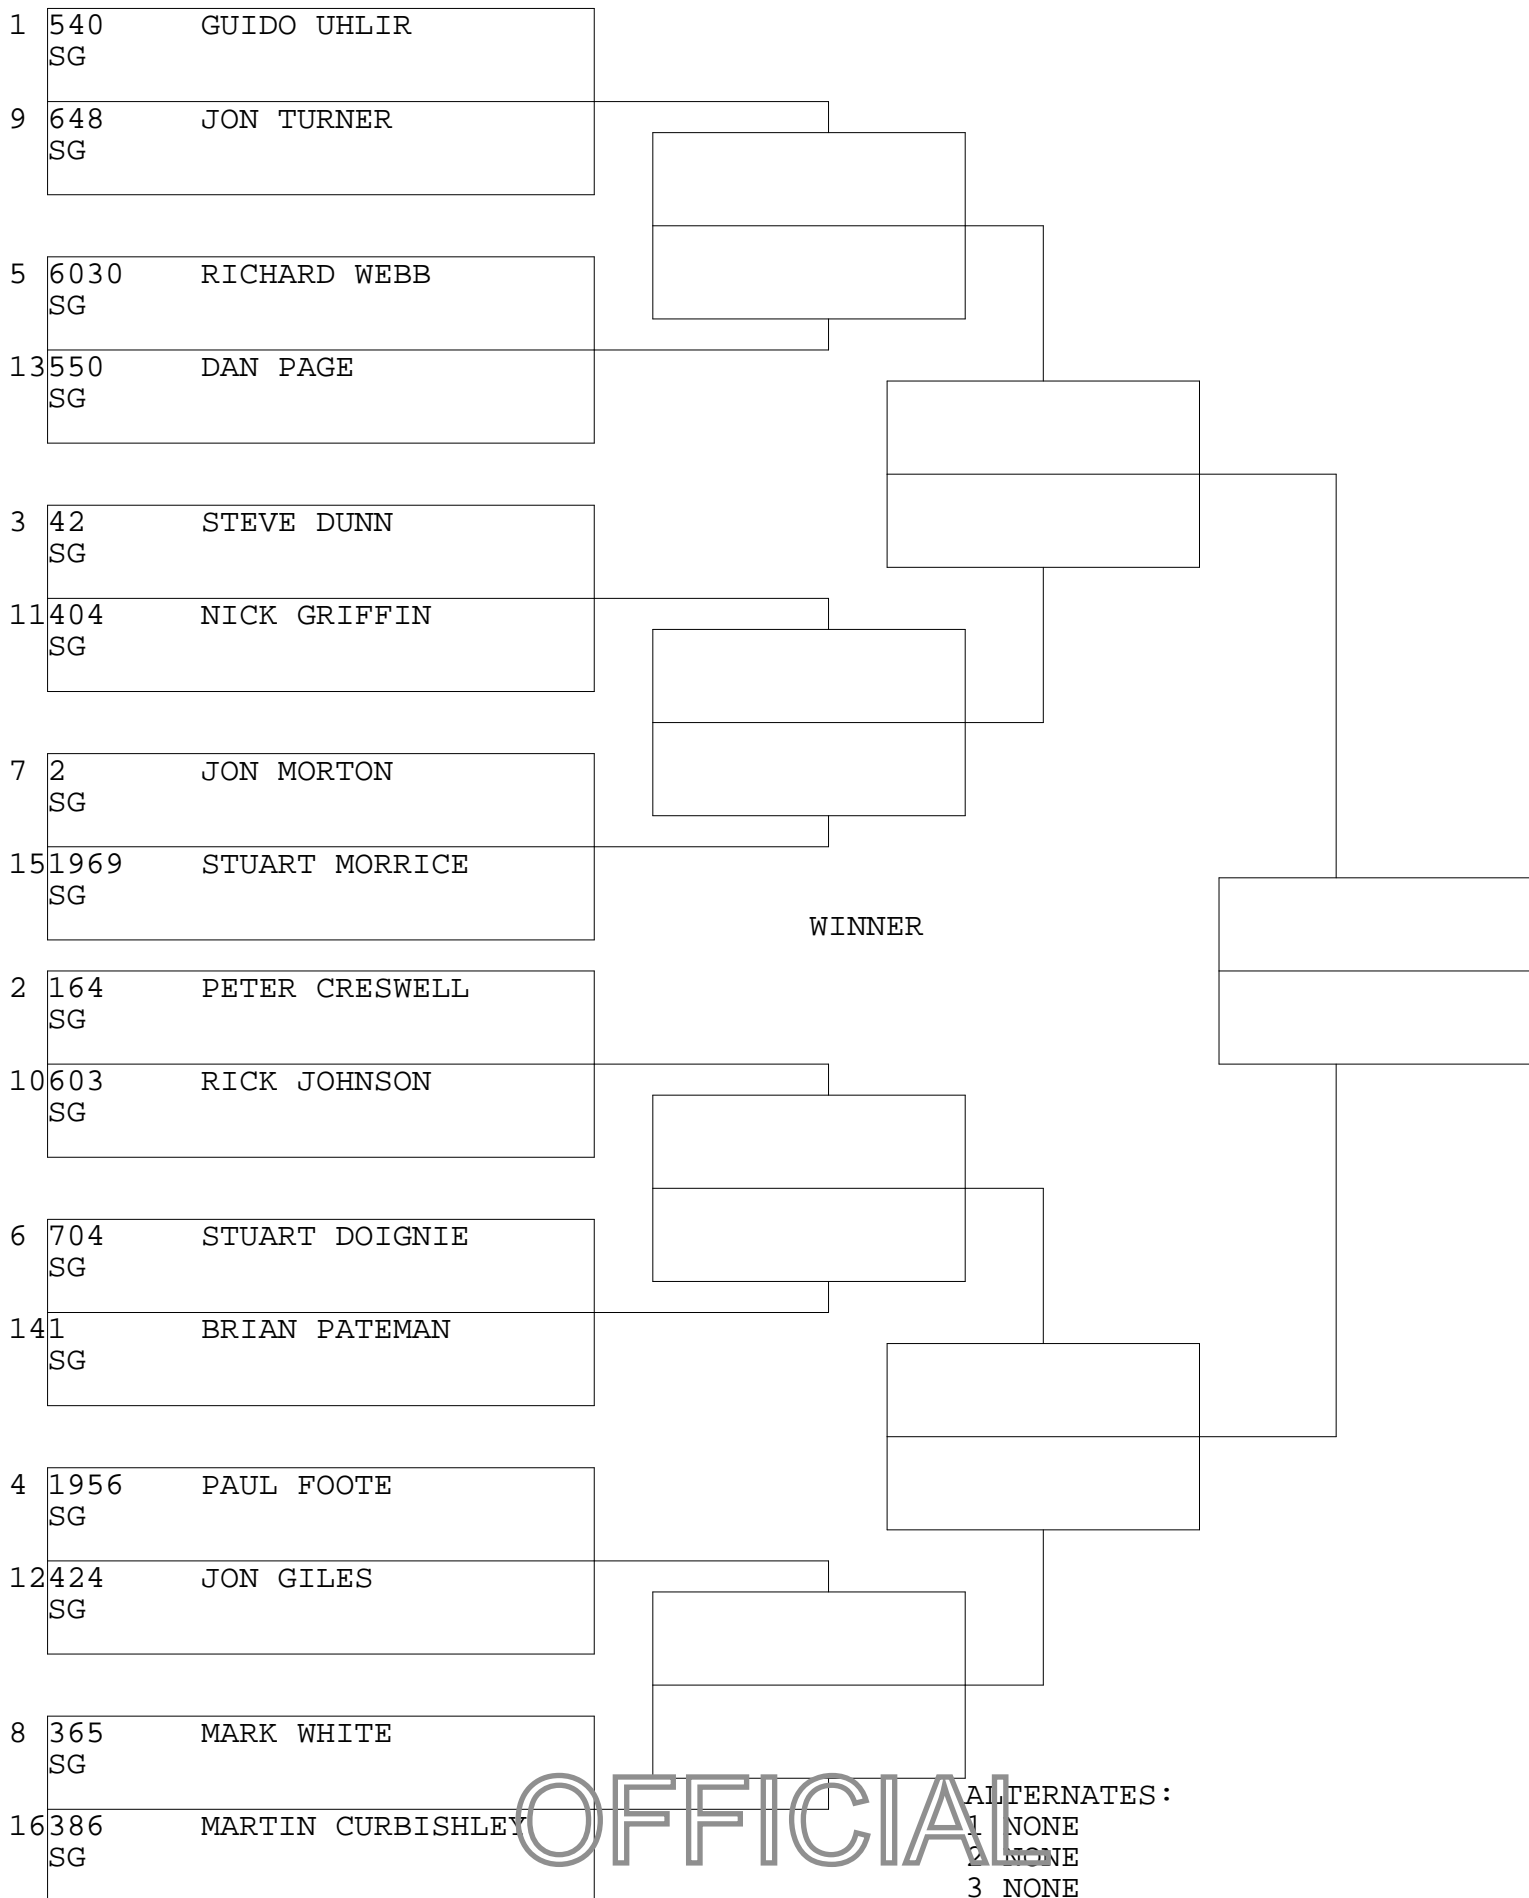 1 540 GUIDO UHLIR
SG
9 648 JON TURNER
SG
5 6030 RICHARD WEBB
SG
13 550 DAN PAGE
SG
3 42 STEVE DUNN
SG
11 404 NICK GRIFFIN
SG
7 2 JON MORTON
SG
15 1969 STUART MORRICE
SG
WINNER
2 164 PETER CRESWELL
SG
10 603 RICK JOHNSON
SG
6 704 STUART DOIGNIE
SG
14 1 BRIAN PATEMAN
SG
4 1956 PAUL FOOTE
SG
12 424 JON GILES
SG
8 365 MARK WHITE
SG
16 386 MARTIN CURBISHLEY
SG
OFFICIAL
ALTERNATES:
1 NONE
2 NONE
3 NONE